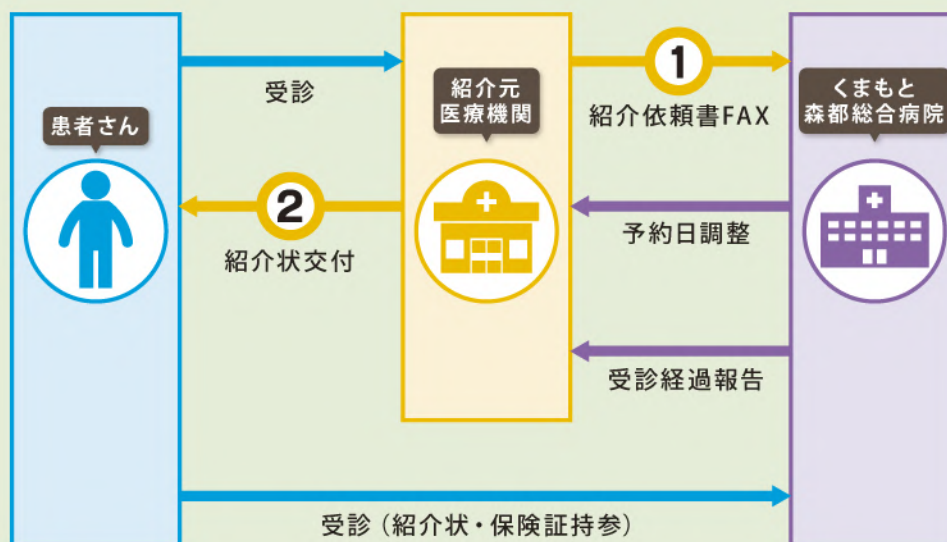 患者さん
受診
紹介元
医療機関
1
紹介依頼書FAX
くまもと
森都総合病院
2
紹介状交付
予約日調整
受診経過報告
受診（紹介状・保険証持参）